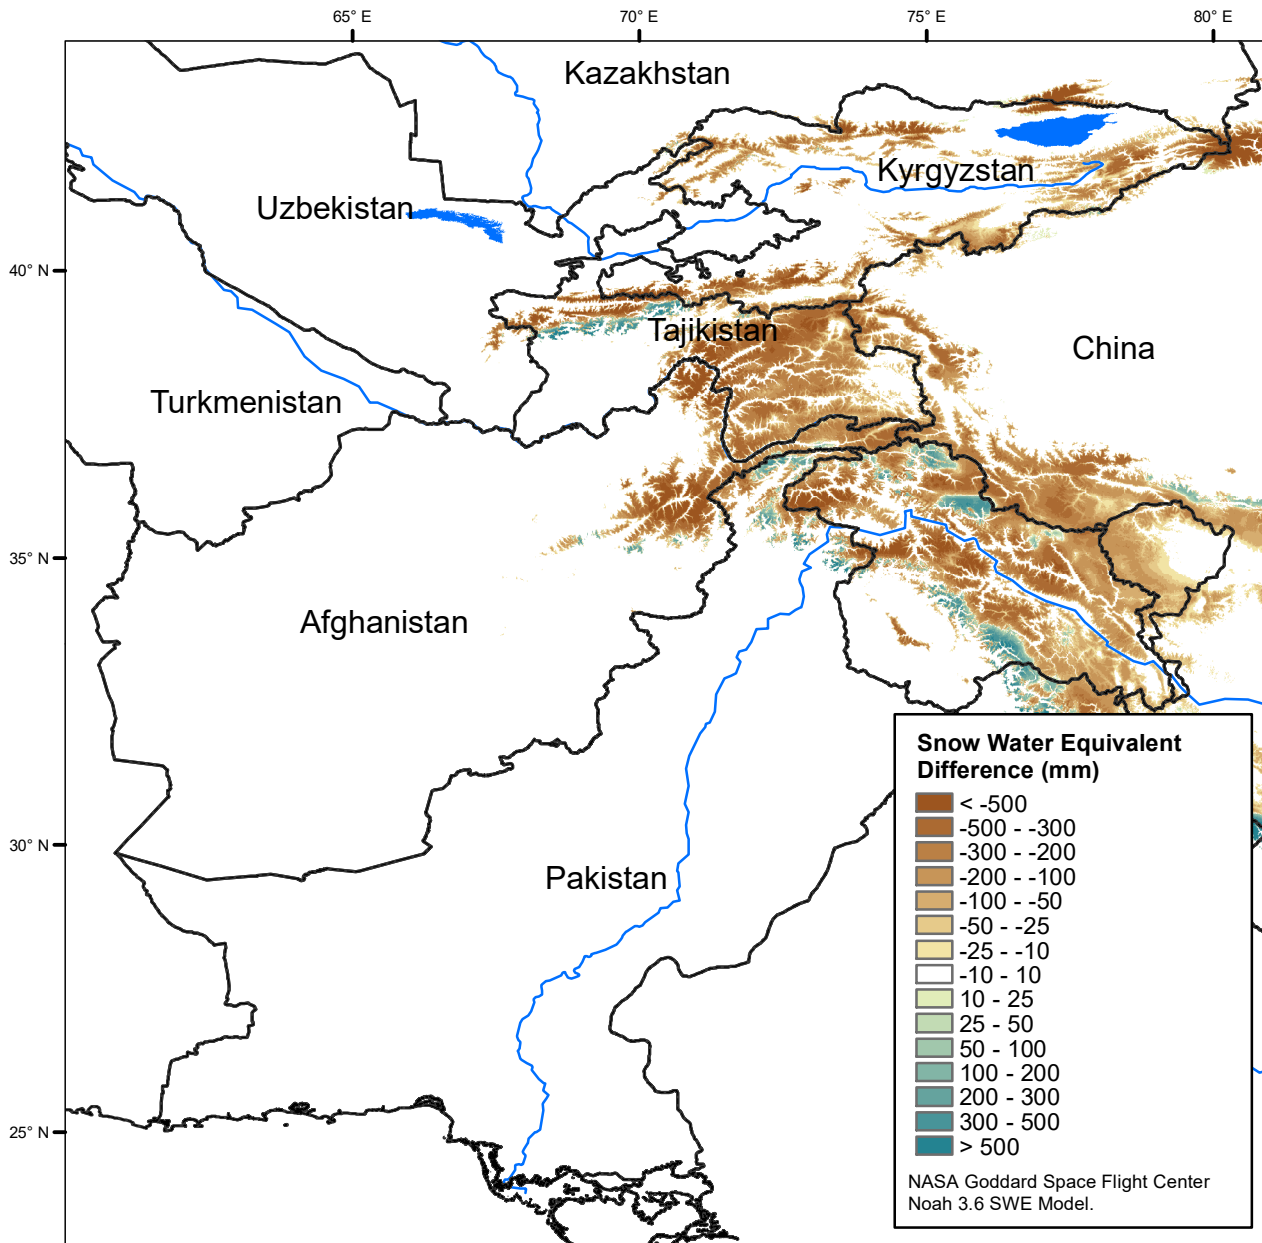 65° E
70° E
75° E
80° E
Kazakhstan
Kyrgyzstan
Uzbekistan
40° N
Tajikistan
China
Turkmenistan
35° N
Afghanistan
Snow Water Equivalent
Difference (mm)
< -500
-500 - -300
-300 - -200
-200 - -100
-100 - -50
-50 - -25
-25 - -10
-10 - 10
10 - 25
25 - 50
50 - 100
100 - 200
200 - 300
300 - 500
> 500
NASA Goddard Space Flight Center
Noah 3.6 SWE Model.
30° N
Pakistan
25° N